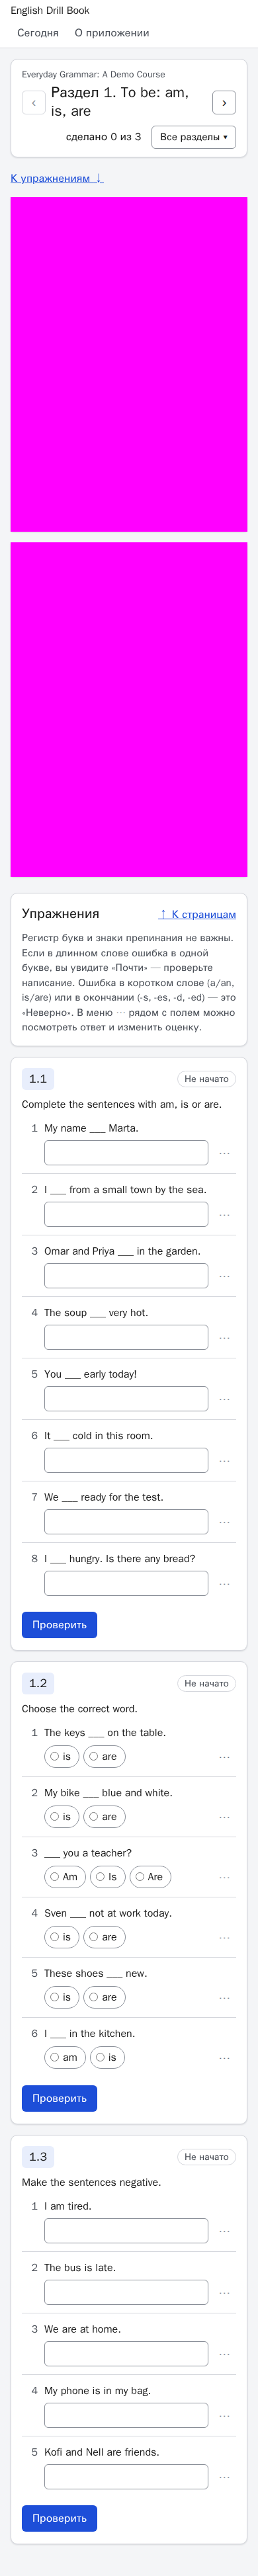 English Drill Book
Сегодня О приложении
Everyday Grammar: A Demo Course
‹ Раздел 1. To be: am, ›
is, are
сделано 0 из 3 Все разделы ▾
К упражнениям ↓
Упражнения ↑ К страницам
Регистр букв и знаки препинания не важны.
Если в длинном слове ошибка в одной
букве, вы увидите «Почти» — проверьте
написание. Ошибка в коротком слове (a/an,
is/are) или в окончании (-s, -es, -d, -ed) — это
«Неверно». В меню ··· рядом с полем можно
посмотреть ответ и изменить оценку.
1.1 Не начато
Complete the sentences with am, is or are.
1 My name ___ Marta.
···
2 I ___ from a small town by the sea.
···
3 Omar and Priya ___ in the garden.
···
4 The soup ___ very hot.
···
5 You ___ early today!
···
6 It ___ cold in this room.
···
7 We ___ ready for the test.
···
8 I ___ hungry. Is there any bread?
···
Проверить
1.2 Не начато
Choose the correct word.
1 The keys ___ on the table.
is are ···
2 My bike ___ blue and white.
is are ···
3 ___ you a teacher?
Am Is Are ···
4 Sven ___ not at work today.
is are ···
5 These shoes ___ new.
is are ···
6 I ___ in the kitchen.
am is ···
Проверить
1.3 Не начато
Make the sentences negative.
1 I am tired.
···
2 The bus is late.
···
3 We are at home.
···
4 My phone is in my bag.
···
5 Kofi and Nell are friends.
···
Проверить